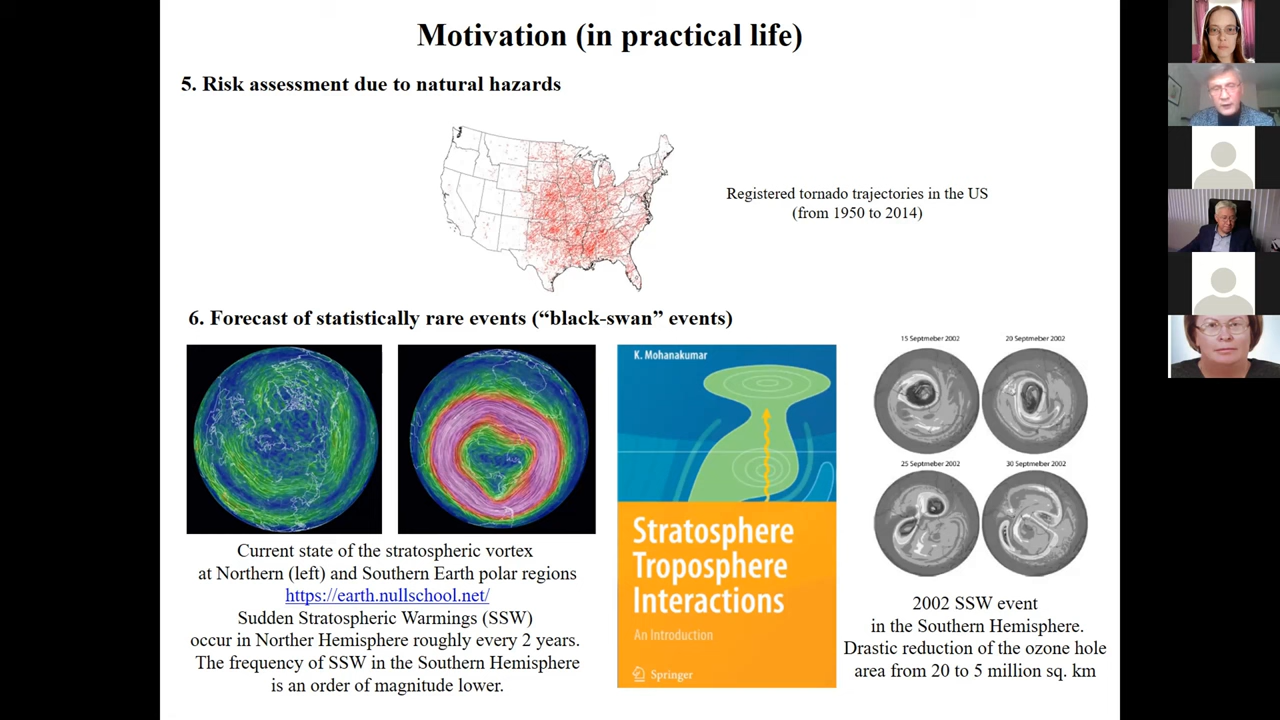 Motivation (in practical life)
5. Risk assessment due to natural hazards
Registered tornado trajectories in the US
(from 1950 to 2014)
6. Forecast of statistically rare events (“black-swan” events)
Current state of the stratospheric vortex
at Northern (left) and Southern Earth polar regions
https://earth.nullschool.net/
Sudden Stratospheric Warmings (SSW)
occur in Norther Hemisphere roughly every 2 years.
The frequency of SSW in the Southern Hemisphere
is an order of magnitude lower.
K. Mohanakumar
Stratosphere
Troposphere
Interactions
An Introduction
Springer
15 Septmeber 2002
20 Septmeber 2002
25 Septmeber 2002
30 Septmeber 2002
2002 SSW event
in the Southern Hemisphere.
Drastic reduction of the ozone hole
area from 20 to 5 million sq. km